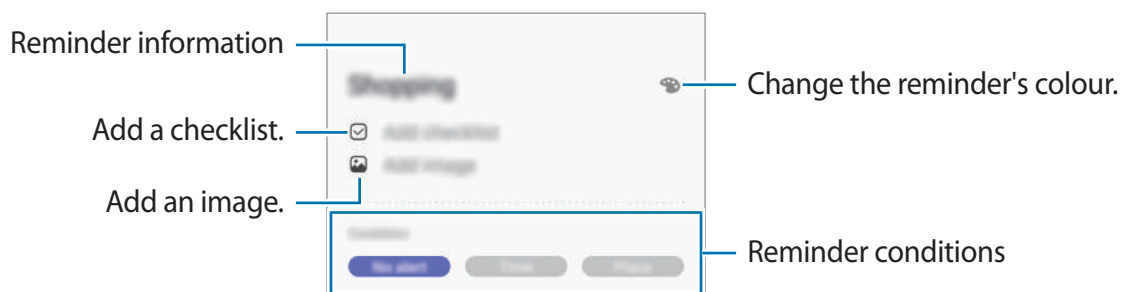 Reminder information
Shopping
Change the reminder's colour.
Add a checklist.
Add checklist
Add image
Add an image.
Conditions
Reminder conditions
No alert
Time
Place